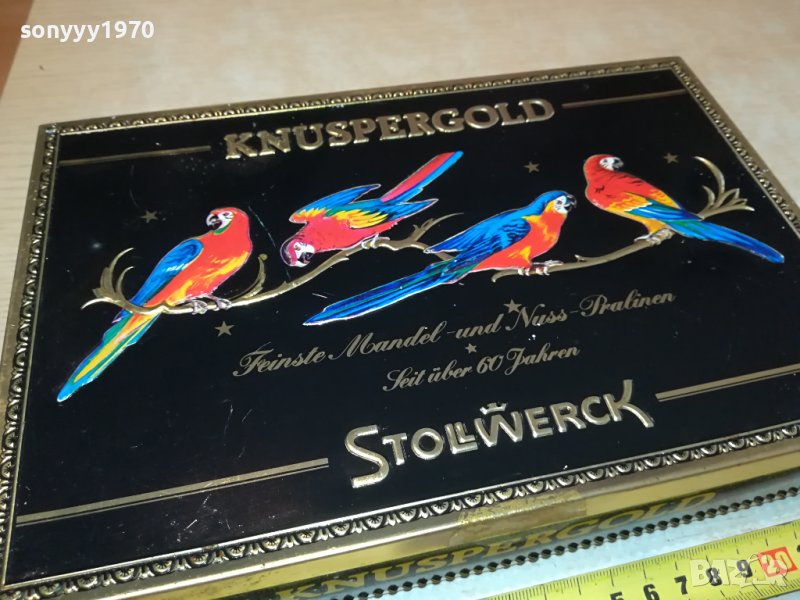 sonyyy1970
KNUSPERGOLD
Feinste Mandel-und Nuss-Pralinen
Seit über 60 Jahren
STOLLWERCK
KNUSPERGOLD
5 6 7 8 9 20
sonyyy1970